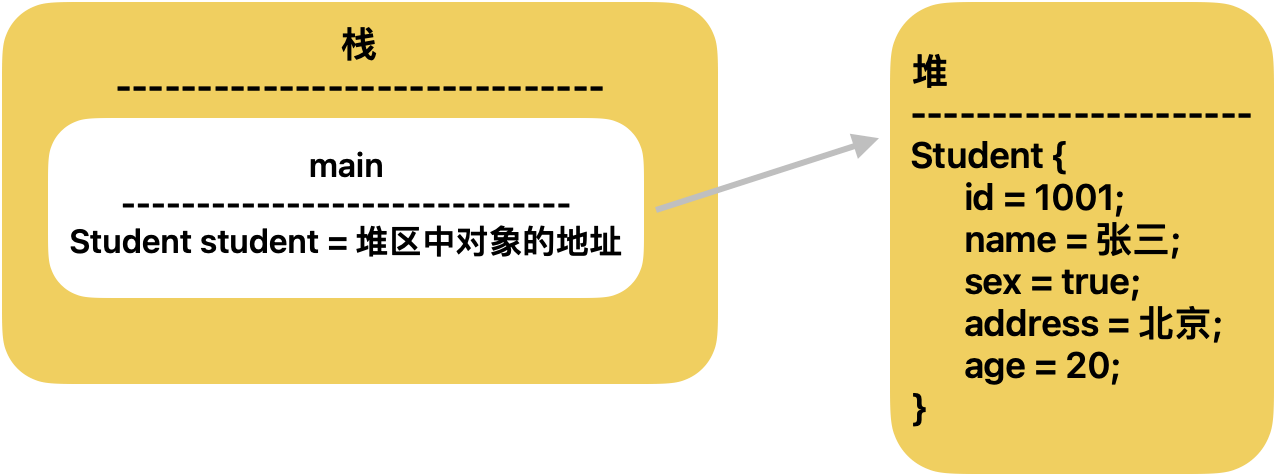 栈
------------------------------
main
------------------------------
Student student = 堆区中对象的地址
堆
---------------------
Student {
id = 1001;
name = 张三;
sex = true;
address = 北京;
age = 20;
}